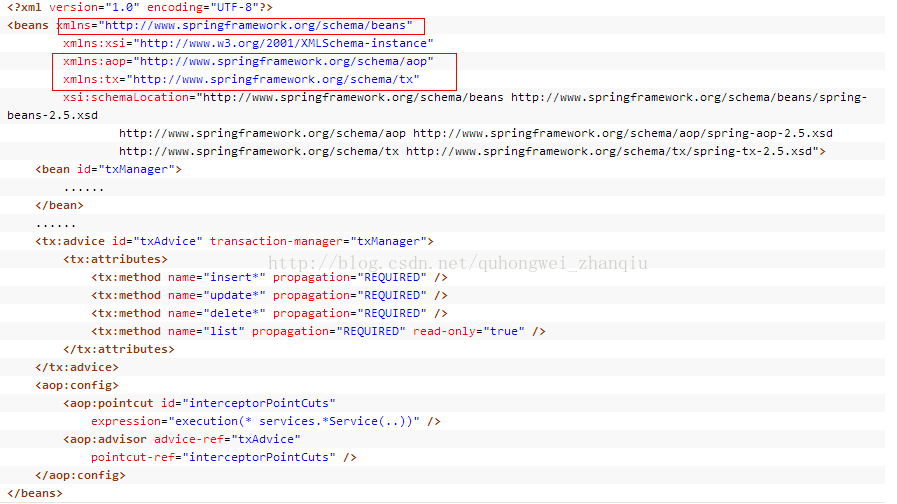 <?xml version="1.0" encoding="UTF-8"?>
<beans xmlns="http://www.springframework.org/schema/beans"
xmlns:xsi="http://www.w3.org/2001/XMLSchema-instance"
xmlns:aop="http://www.springframework.org/schema/aop"
xmlns:tx="http://www.springframework.org/schema/tx"
xsi:schemaLocation="http://www.springframework.org/schema/beans http://www.springframework.org/schema/beans/spring-
beans-2.5.xsd
http://www.springframework.org/schema/aop http://www.springframework.org/schema/aop/spring-aop-2.5.xsd
http://www.springframework.org/schema/tx http://www.springframework.org/schema/tx/spring-tx-2.5.xsd">
<bean id="txManager">
......
</bean>
......
<tx:advice id="txAdvice" transaction-manager="txManager">
<tx:attributes>
http://blog.csdn.net/quhongwei_zhanqiu
<tx:method name="insert*" propagation="REQUIRED" />
<tx:method name="update*" propagation="REQUIRED" />
<tx:method name="delete*" propagation="REQUIRED" />
<tx:method name="list" propagation="REQUIRED" read-only="true" />
</tx:attributes>
</tx:advice>
<aop:config>
<aop:pointcut id="interceptorPointCuts"
expression="execution(* services.*Service(..))" />
<aop:advisor advice-ref="txAdvice"
pointcut-ref="interceptorPointCuts" />
</aop:config>
</beans>